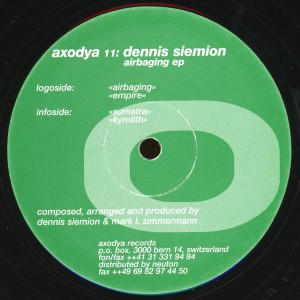 axodya 11: dennis siemion
airbaging ep
logoside: «airbaging»
«empire»
infoside: «sumatra»
«kyrolith»
composed, arranged and produced by
dennis siemion & mark l. zimmermann
axodya records
p.o. box, 3000 bern 14, switzerland
fon/fax ++41 31 331 94 84
distributed by neuton
fax ++49 69 82 97 44 50